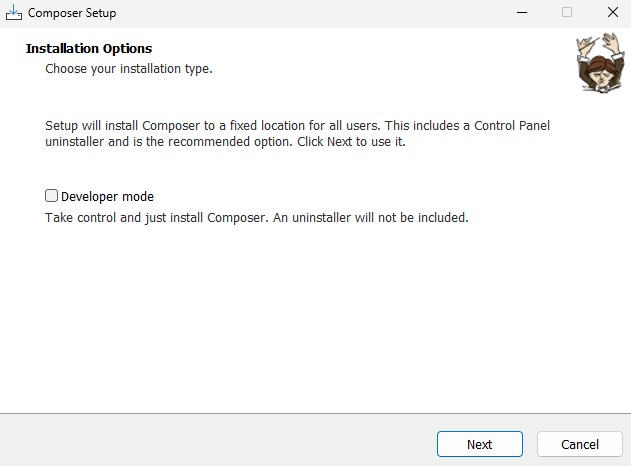 Composer Setup
Installation Options
Choose your installation type.
Setup will install Composer to a fixed location for all users. This includes a Control Panel
uninstaller and is the recommended option. Click Next to use it.
Developer mode
Take control and just install Composer. An uninstaller will not be included.
Next
Cancel